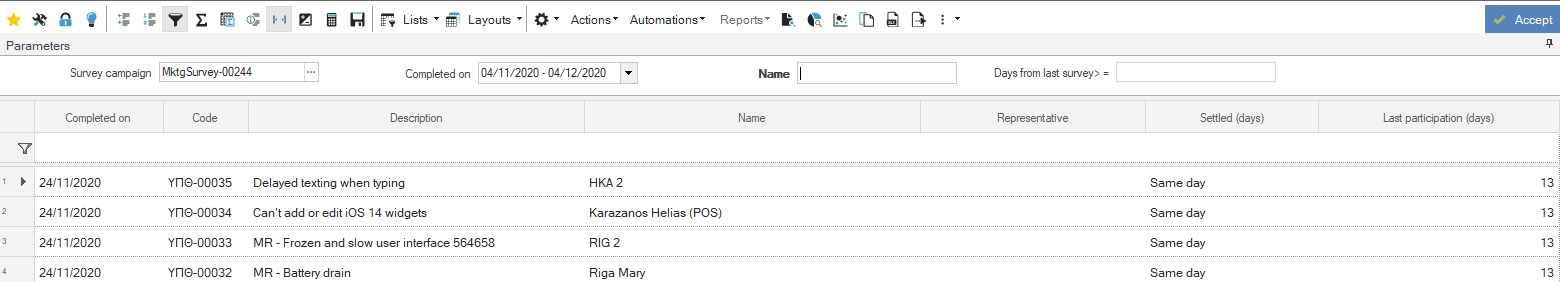 Lists Layouts Actions Automations Reports Accept
Parameters
Survey campaign MktgSurvey-00244 ... Completed on 04/11/2020 - 04/12/2020 Name Days from last survey> =
Completed on Code Description Name Representative Settled (days) Last participation (days)
1 24/11/2020 ΥΠΘ-00035 Delayed texting when typing HKA 2 Same day 13
2 24/11/2020 ΥΠΘ-00034 Can't add or edit iOS 14 widgets Karazanos Helias (POS) Same day 13
3 24/11/2020 ΥΠΘ-00033 MR - Frozen and slow user interface 564658 RIG 2 Same day 13
4 24/11/2020 ΥΠΘ-00032 MR - Battery drain Riga Mary Same day 13